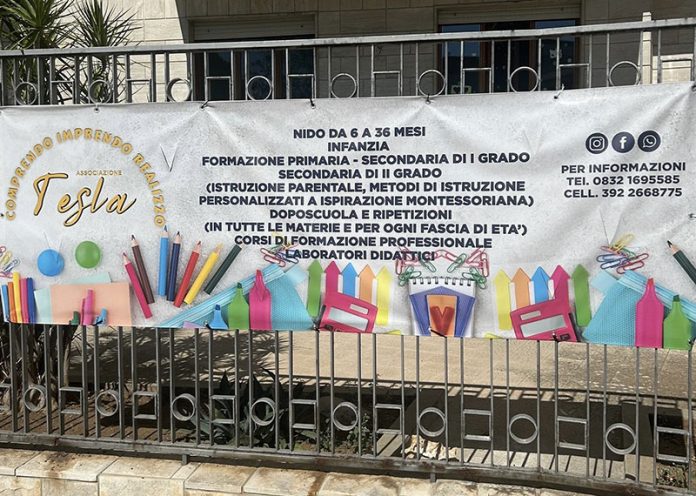 COMPRENDO IMPRENDO REALIZZO
ASSOCIAZIONE
Tesla
NIDO DA 6 A 36 MESI
INFANZIA
FORMAZIONE PRIMARIA - SECONDARIA DI I GRADO
SECONDARIA DI II GRADO
(ISTRUZIONE PARENTALE, METODI DI ISTRUZIONE
PERSONALIZZATI A ISPIRAZIONE MONTESSORIANA)
DOPOSCUOLA E RIPETIZIONI
(IN TUTTE LE MATERIE E PER OGNI FASCIA DI ETA')
CORSI DI FORMAZIONE PROFESSIONALE
LABORATORI DIDATTICI
PER INFORMAZIONI
TEL. 0832 1695585
CELL. 392 2668775